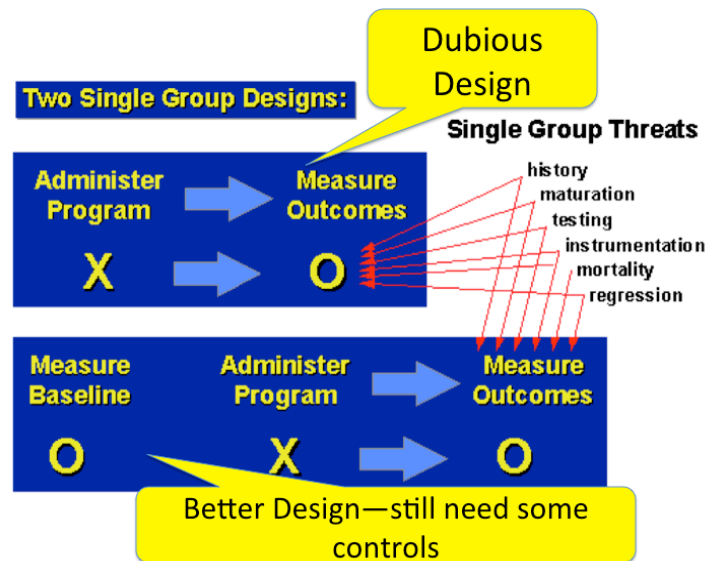 Dubious
Design
Two Single Group Designs:
Single Group Threats
Administer
Program
Measure
Outcomes
X
O
history
maturation
testing
instrumentation
mortality
regression
Measure
Baseline
Administer
Program
Measure
Outcomes
O
X
O
Better Design—still need some
controls